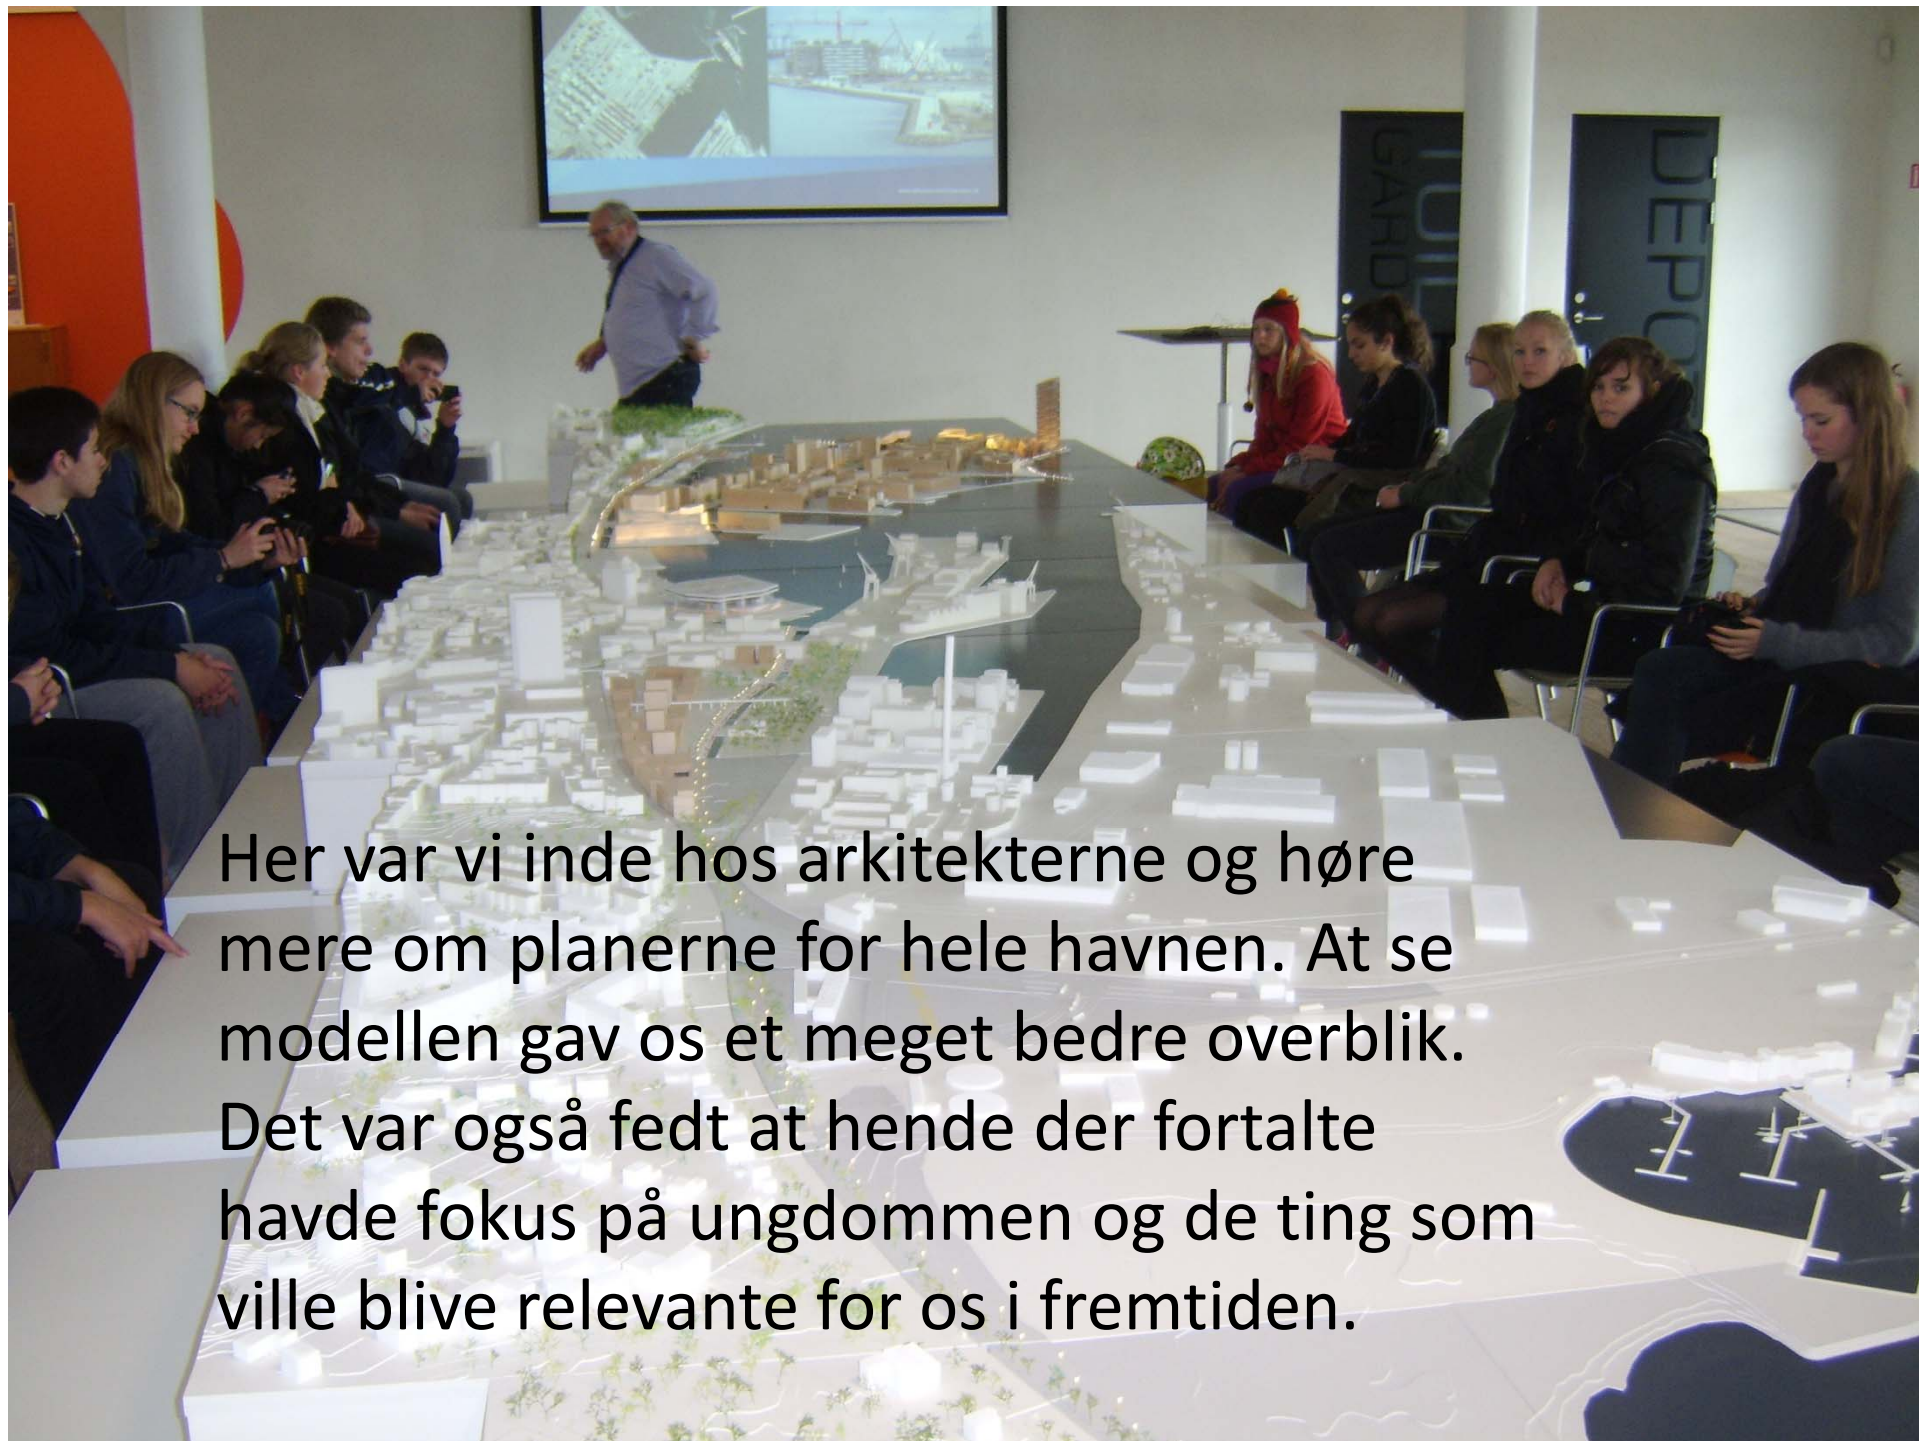 GARD
DEPO
Her var vi inde hos arkitekterne og høre
mere om planerne for hele havnen. At se
modellen gav os et meget bedre overblik.
Det var også fedt at hende der fortalte
havde fokus på ungdommen og de ting som
ville blive relevante for os i fremtiden.